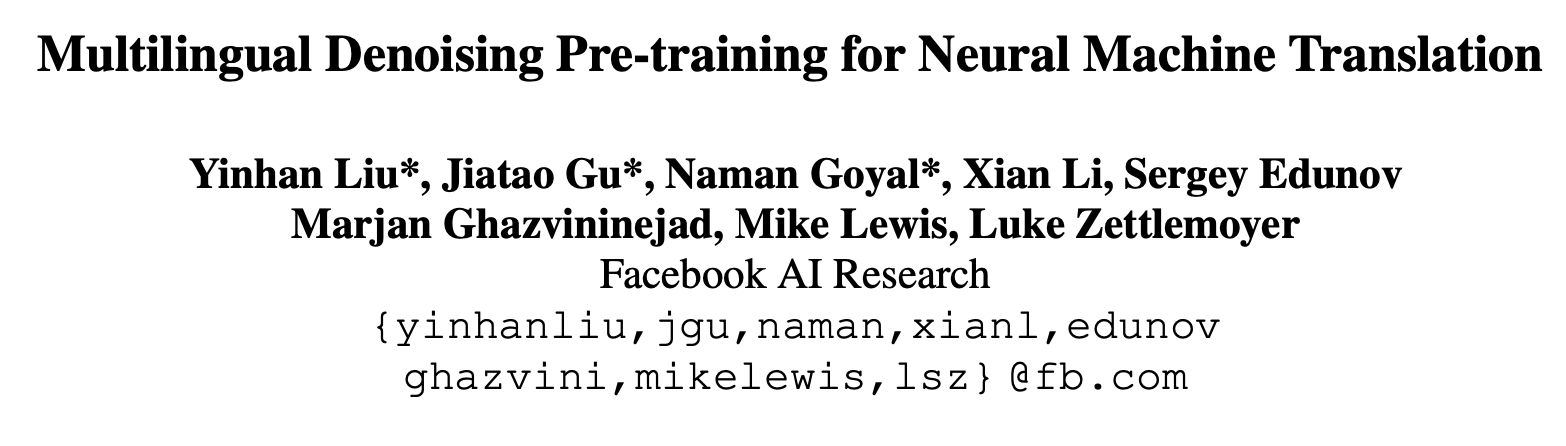 Multilingual Denoising Pre-training for Neural Machine Translation
Yinhan Liu*, Jiatao Gu*, Naman Goyal*, Xian Li, Sergey Edunov
Marjan Ghazvininejad, Mike Lewis, Luke Zettlemoyer
Facebook AI Research
{yinhanliu,jgu,naman,xianl,edunov
ghazvini,mikelewis,lsz}@fb.com